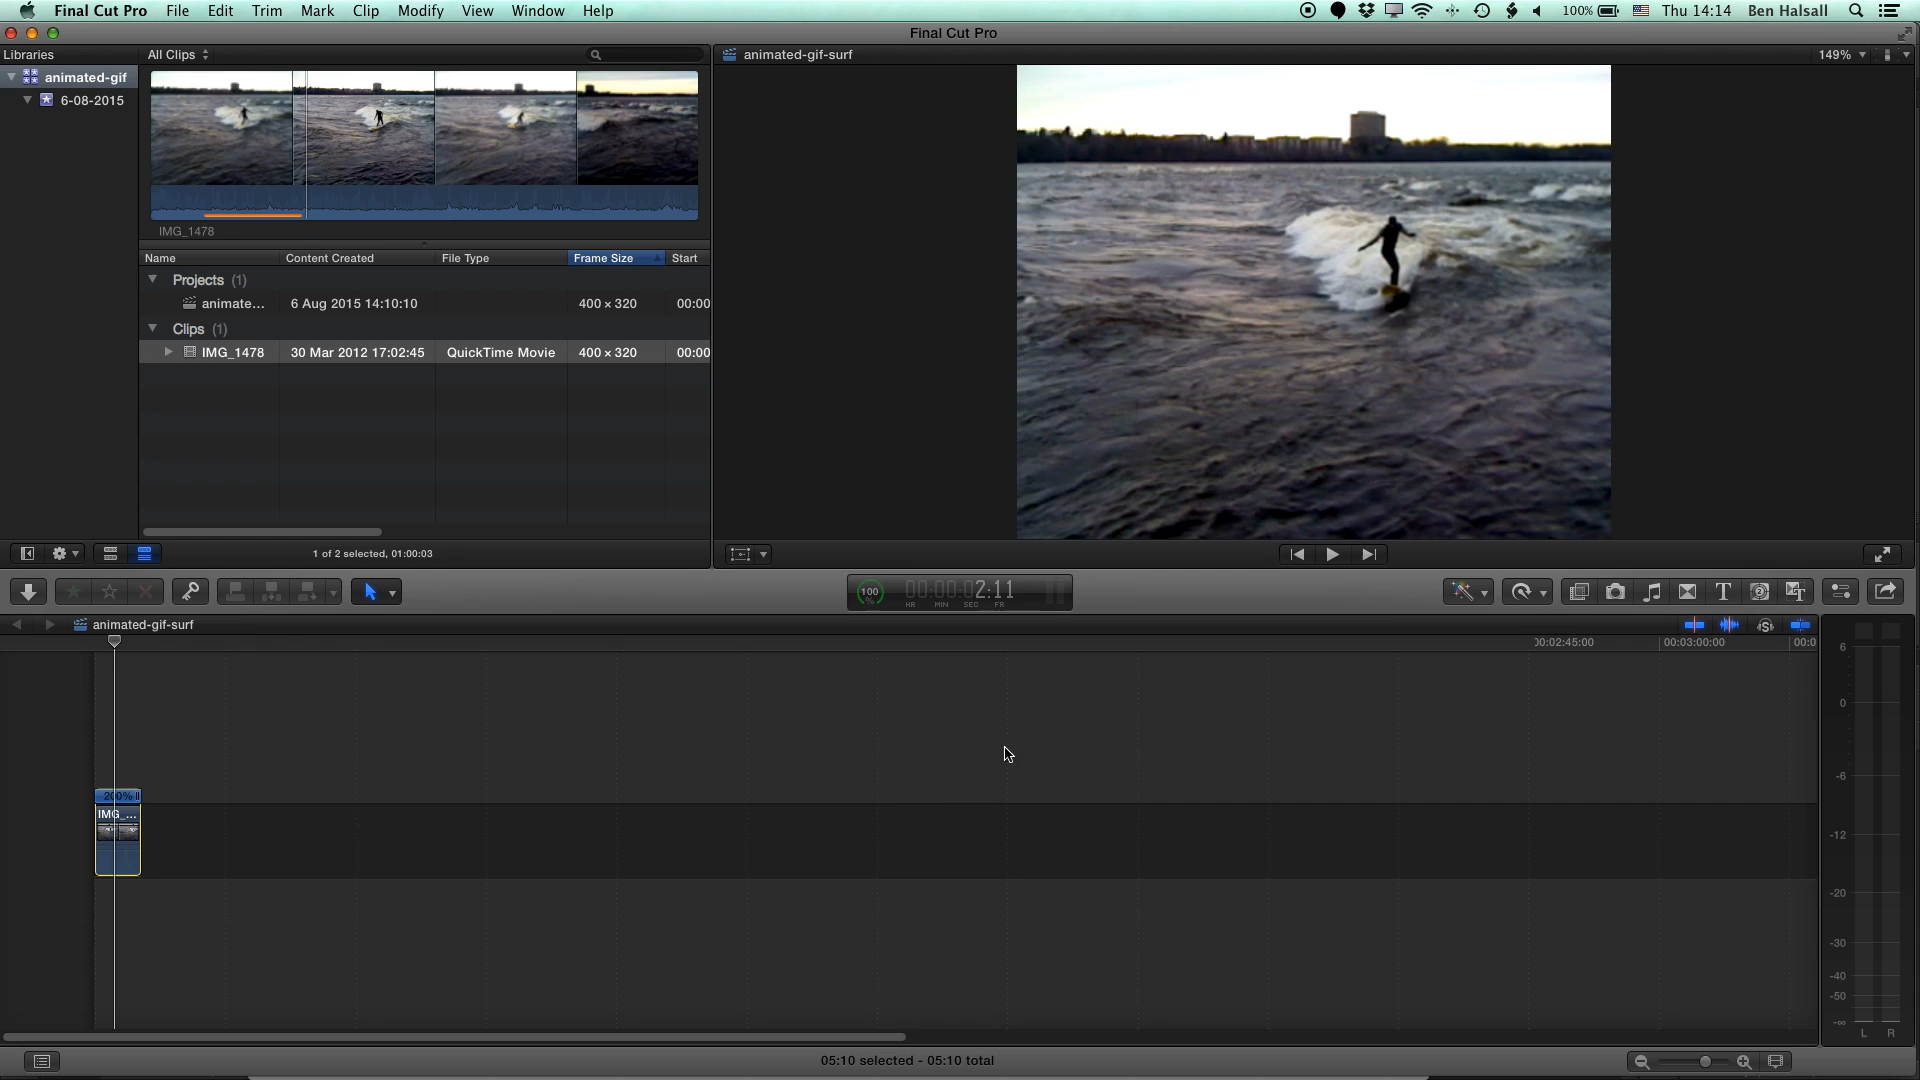 Final Cut Pro File Edit Trim Mark Clip Modify View Window Help 100% Thu 14:14 Ben Halsall
Final Cut Pro
Libraries
All Clips
animated-gif-surf
149%
animated-gif
6-08-2015
IMG_1478
Name Content Created File Type Frame Size Start
Projects (1)
animate... 6 Aug 2015 14:10:10 400 × 320 00:00
Clips (1)
IMG_1478 30 Mar 2012 17:02:45 QuickTime Movie 400 × 320 00:00
1 of 2 selected, 01:00:03
100 % 00:00:02:11
HR MIN SEC FR
animated-gif-surf
00:02:45:00 00:03:00:00 00:0
200%
IMG_...
6
0
-6
-12
-20
-30
-40
-50
-∞
L R
05:10 selected - 05:10 total